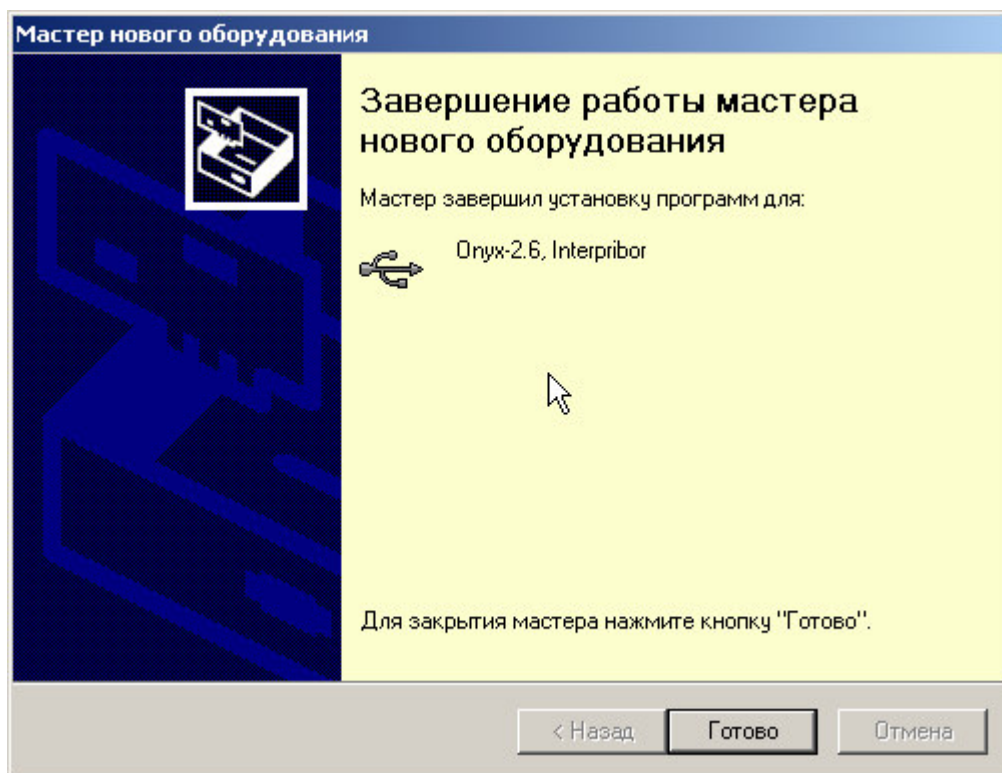 Мастер нового оборудования
Завершение работы мастера
нового оборудования
Мастер завершил установку программ для:
Onyx-2.6, Interpribor
Для закрытия мастера нажмите кнопку "Готово".
< Назад
Готово
Отмена